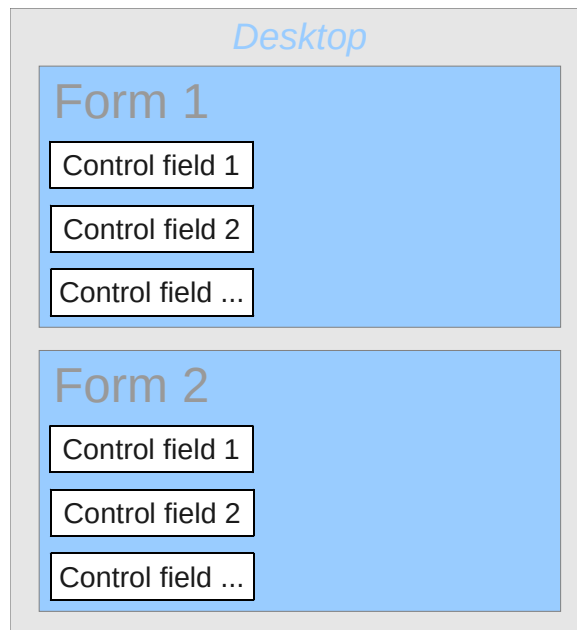 Desktop
Form 1
Control field 1
Control field 2
Control field ...
Form 2
Control field 1
Control field 2
Control field ...